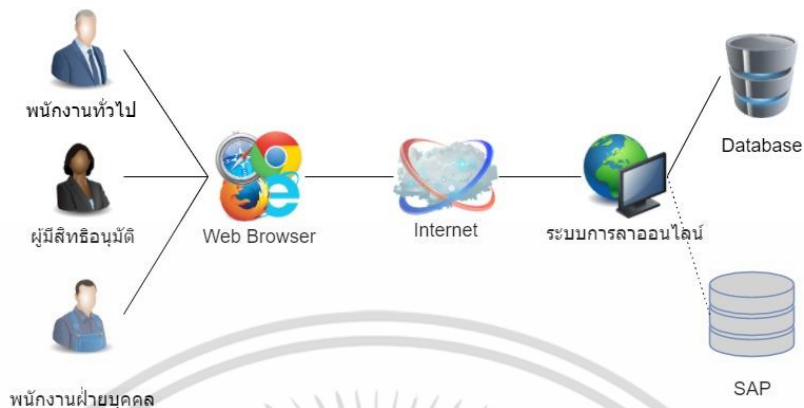 พนักงานทั่วไป
Database
ผู้มีสิทธิอนุมัติ
Web Browser
Internet
ระบบการลาออนไลน์
พนักงานฝ่ายบุคคล
SAP